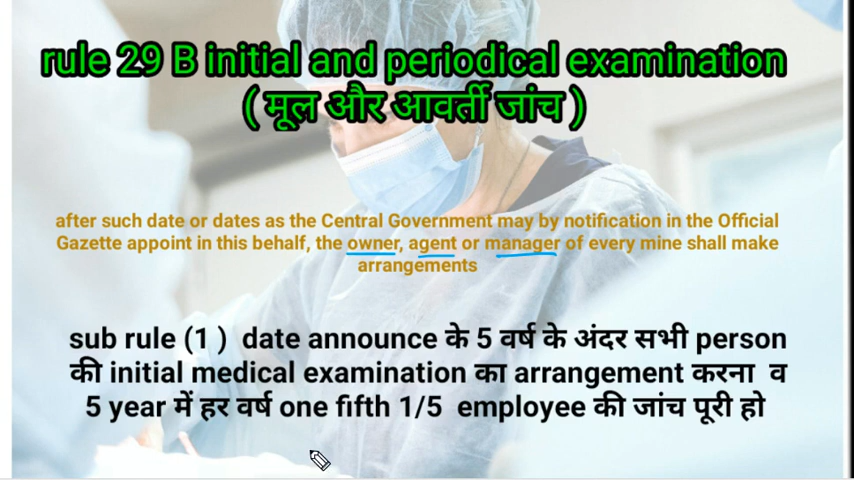 rule 29 B initial and periodical examination
( मूल और आवर्ती जांच )
after such date or dates as the Central Government may by notification in the Official
Gazette appoint in this behalf, the owner, agent or manager of every mine shall make
arrangements
sub rule (1 ) date announce के 5 वर्ष के अंदर सभी person
की initial medical examination का arrangement करना व
5 year में हर वर्ष one fifth 1/5 employee की जांच पूरी हो